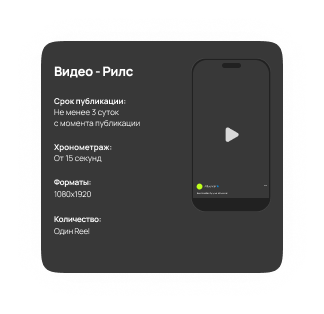 Видео - Рилс
Срок публикации:
Не менее 3 суток
с момента публикации
Хронометраж:
От 15 секунд
Форматы:
1080x1920
Количество:
Один Reel